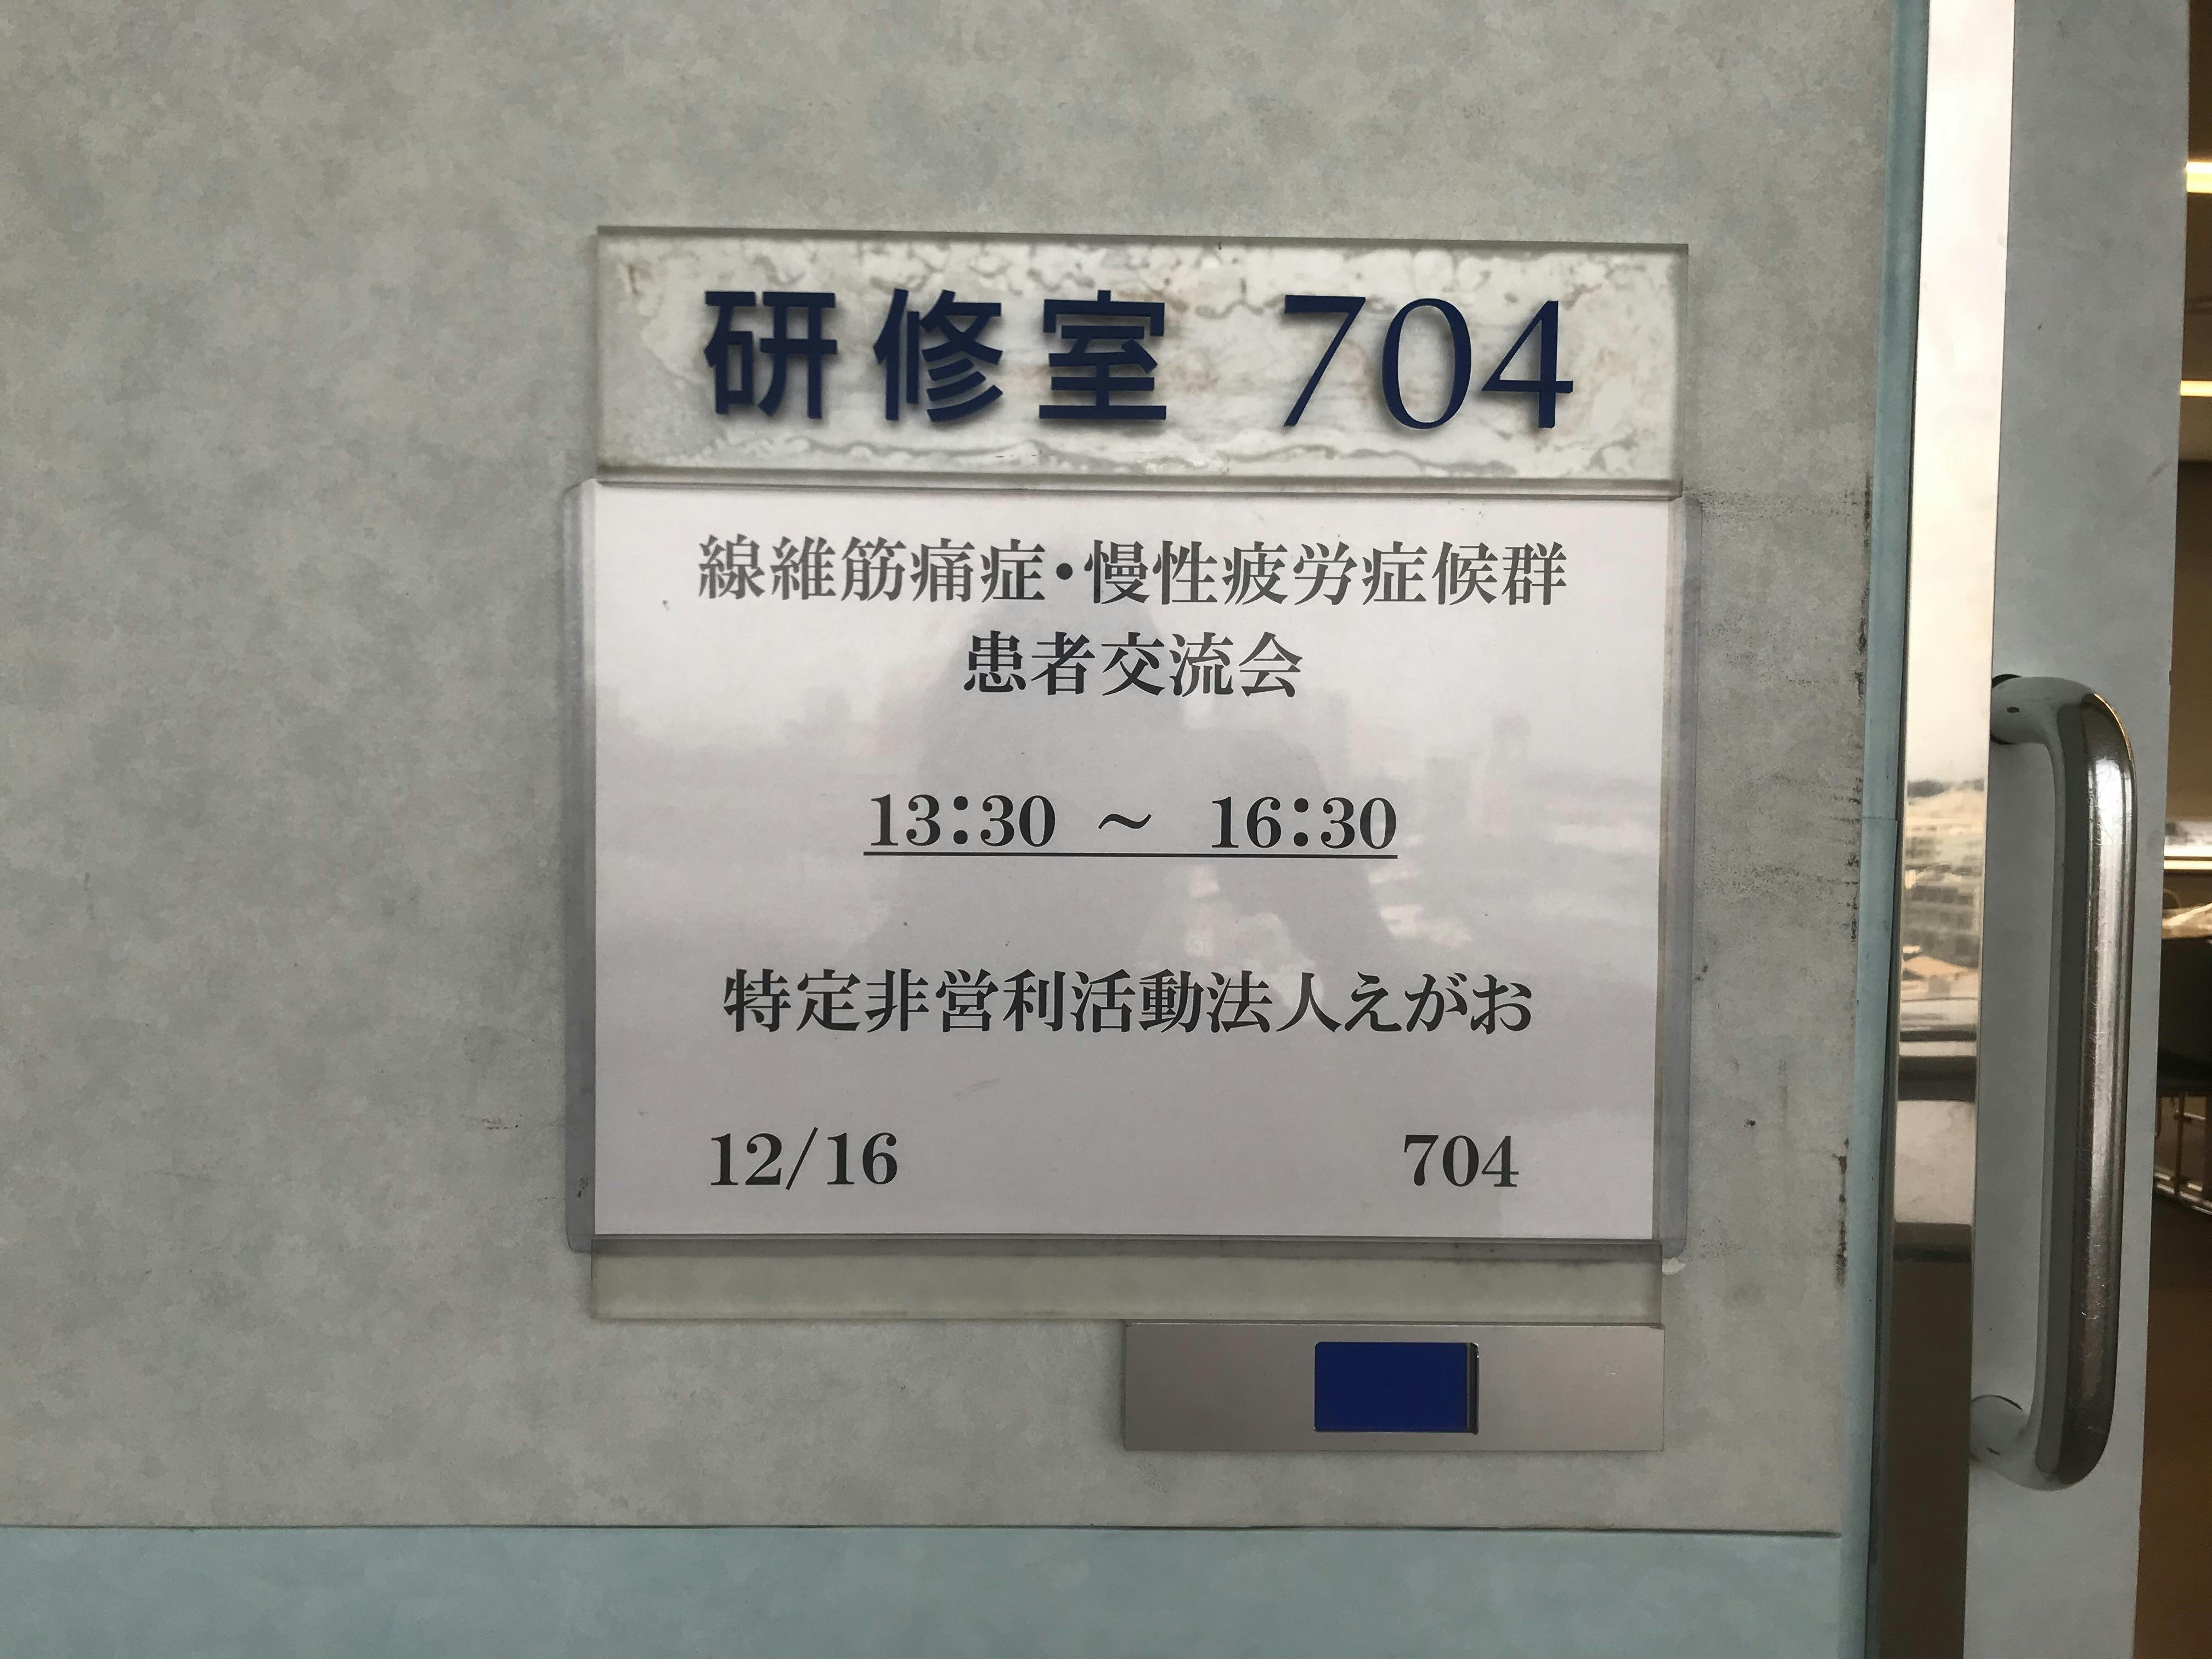 研修室 704
線維筋痛症・慢性疲労症候群
患者交流会
13:30 ～ 16:30
特定非営利活動法人えがお
12/16 704